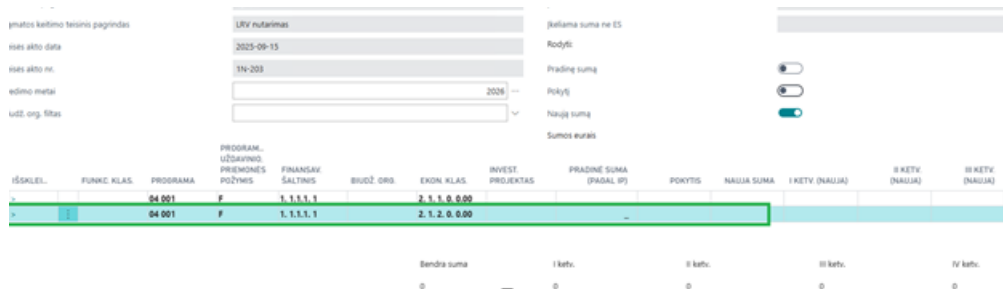 ąmatos keitimo teisinis pagrindas LRV nutarimas Įkeliama suma ne ES
isės akto data 2025-09-15 Rodyti:
isės akto nr. 1N-203 Pradinę sumą
edimo metai 2026 Pokytį
udž. org. filtas Naują sumą
Sumos eurais
IŠSKLEI... FUNKC. KLAS. PROGRAMA PROGRAM... UŽDAVINIO, PRIEMONĖS POŽYMIS FINANSAV. ŠALTINIS BIUDŽ. ORG. EKON. KLAS. INVEST. PROJEKTAS PRADINĖ SUMA (PAGAL IP) POKYTIS NAUJA SUMA I KETV. (NAUJA) II KETV. (NAUJA) III KETV. (NAUJA)
> 04 001 F 1. 1.1.1. 1 2. 1. 1. 0. 0.00
> 04 001 F 1. 1.1.1. 1 2. 1. 2. 0. 0.00 _
Bendra suma I ketv. II ketv. III ketv. IV ketv.
0 0 0 0 0